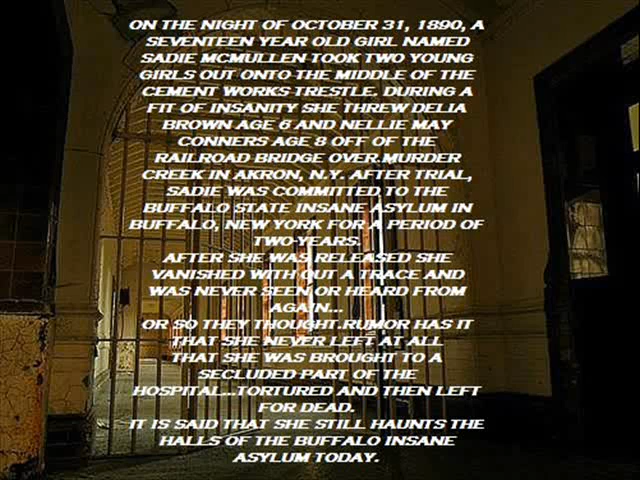 ON THE NIGHT OF OCTOBER 31, 1890, A
SEVENTEEN YEAR OLD GIRL NAMED
SADIE MCMULLEN TOOK TWO YOUNG
GIRLS OUT ONTO THE MIDDLE OF THE
CEMENT WORKS TRESTLE. DURING A
FIT OF INSANITY SHE THREW DELIA
BROWN AGE 6 AND NELLIE MAY
CONNERS AGE 8 OFF OF THE
RAILROAD BRIDGE OVER MURDER
CREEK IN AKRON, N.Y. AFTER TRIAL,
SADIE WAS COMMITTED TO THE
BUFFALO STATE INSANE ASYLUM IN
BUFFALO, NEW YORK FOR A PERIOD OF
TWO YEARS.
AFTER SHE WAS RELEASED SHE
VANISHED WITH OUT A TRACE AND
WAS NEVER SEEN OR HEARD FROM
AGAIN...
OR SO THEY THOUGHT.RUMOR HAS IT
THAT SHE NEVER LEFT AT ALL
THAT SHE WAS BROUGHT TO A
SECLUDED PART OF THE
HOSPITAL...TORTURED AND THEN LEFT
FOR DEAD.
IT IS SAID THAT SHE STILL HAUNTS THE
HALLS OF THE BUFFALO INSANE
ASYLUM TODAY.